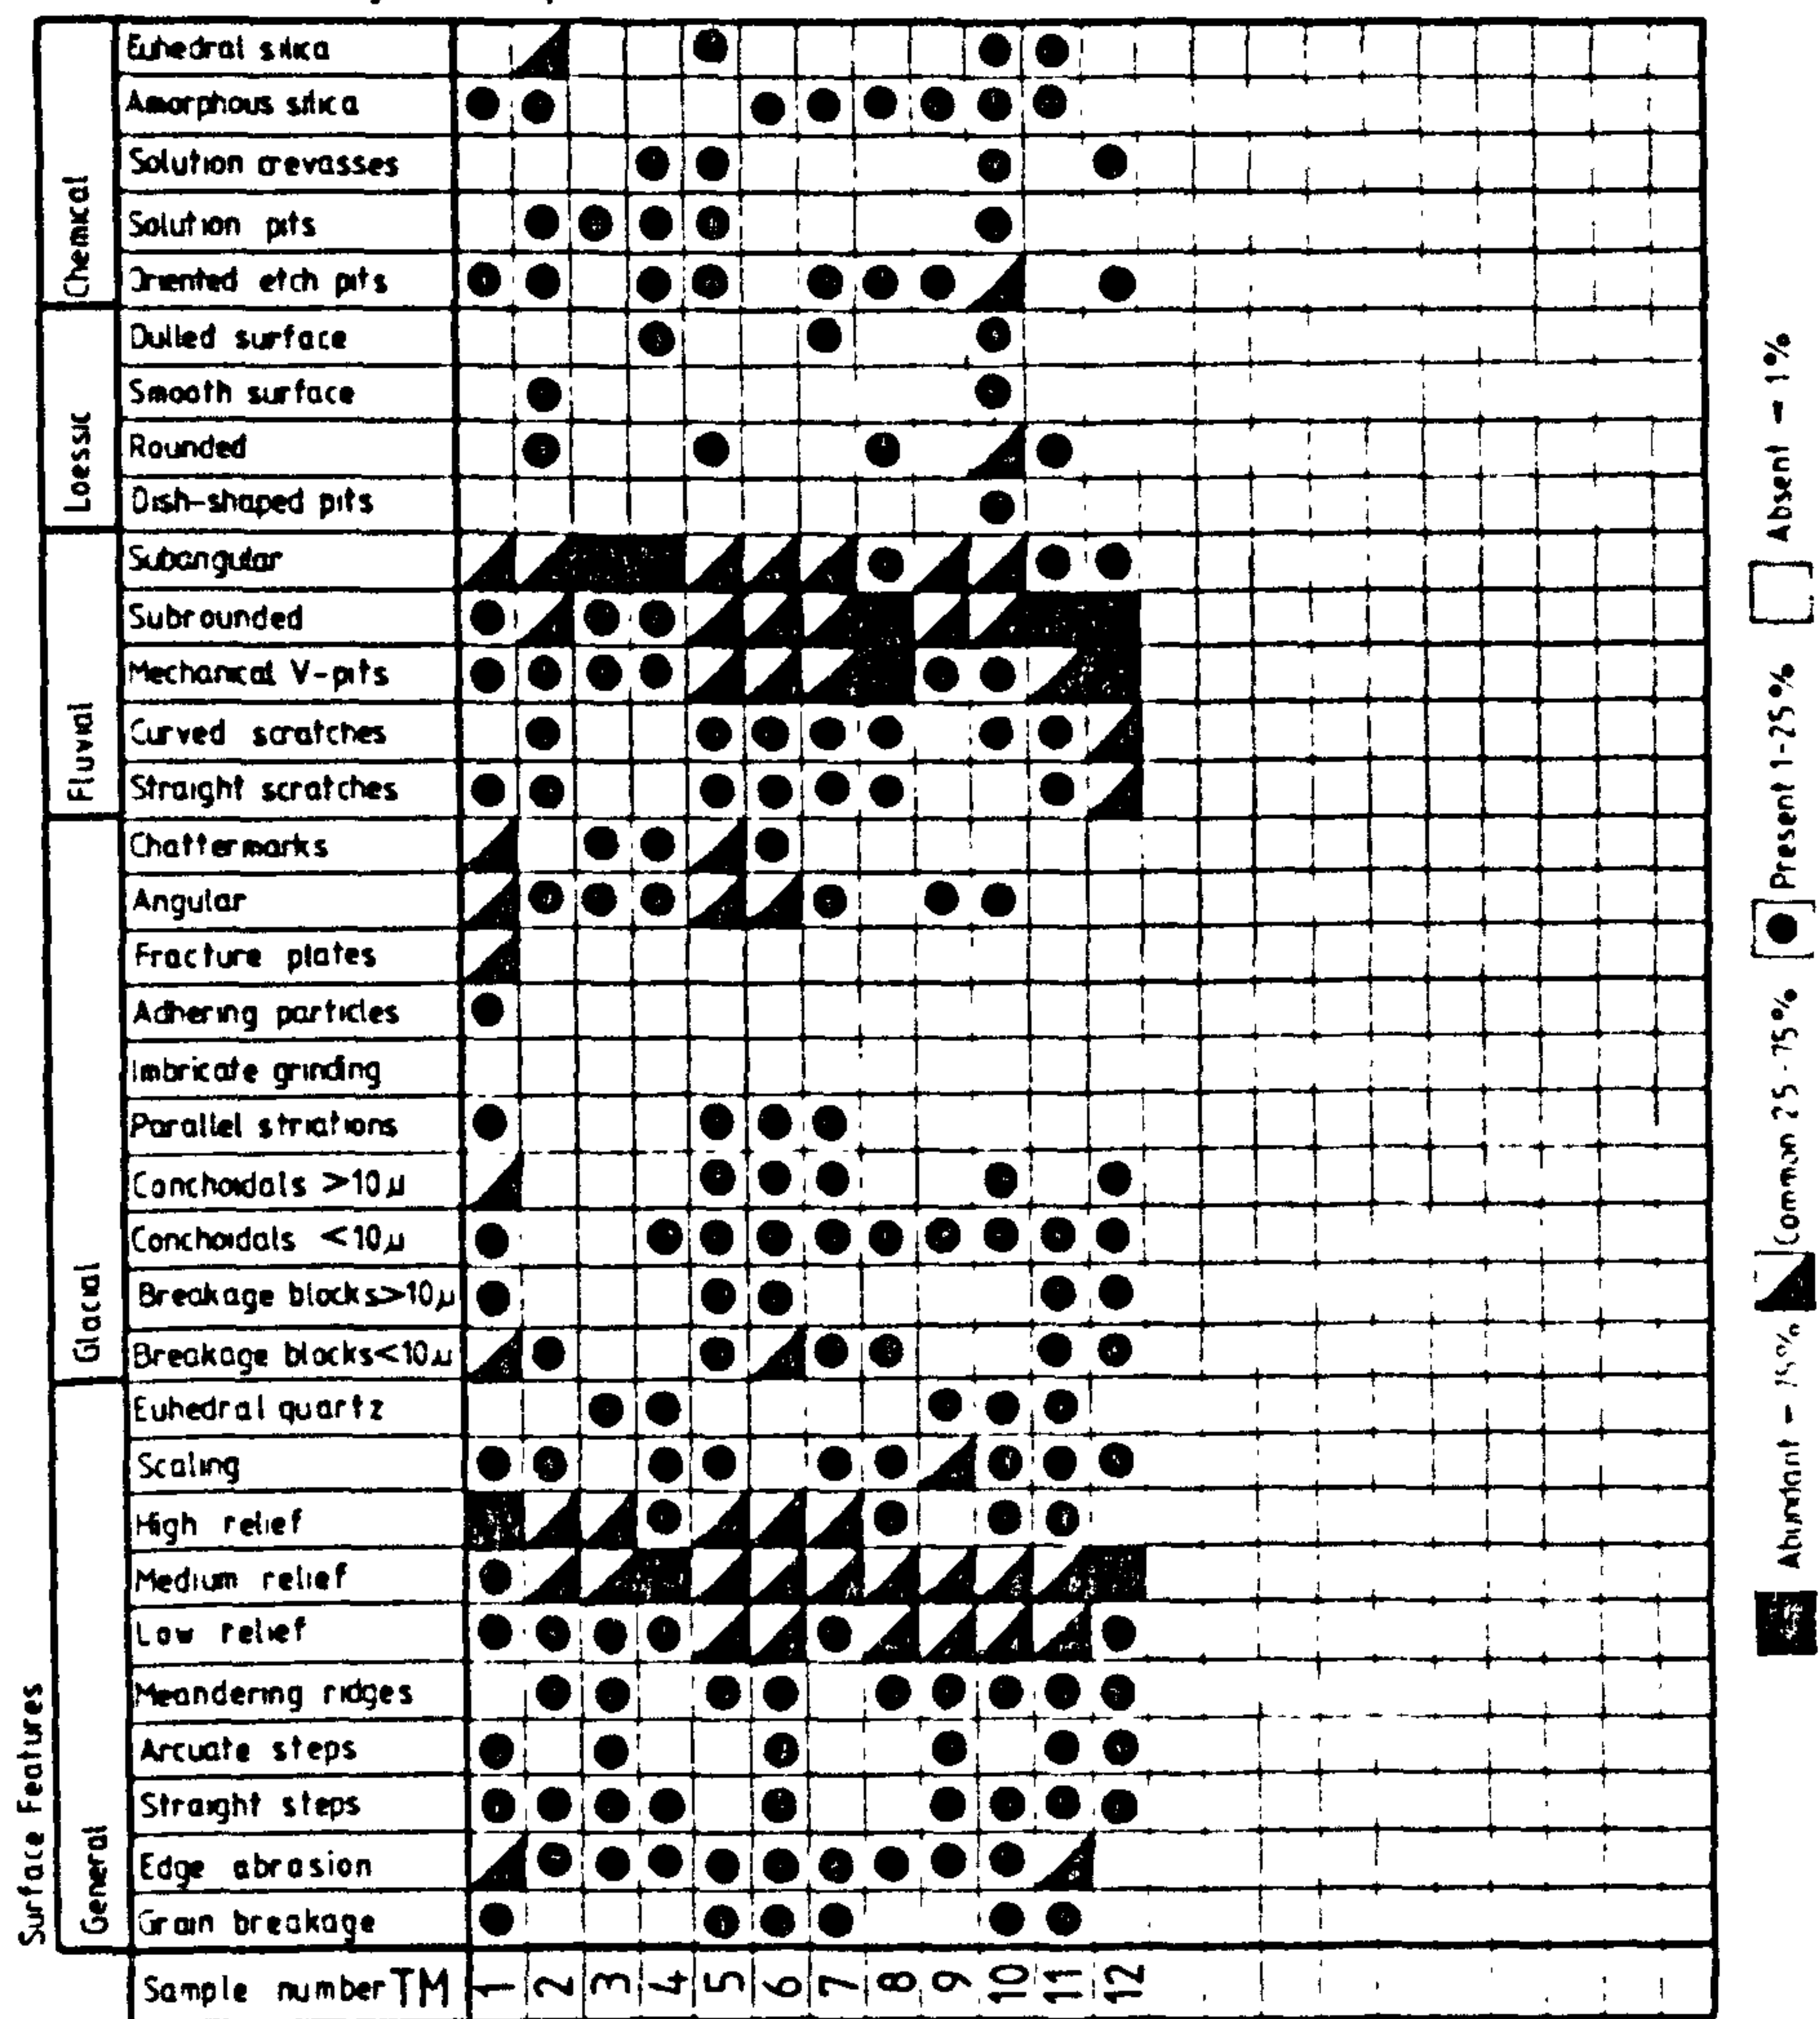 Euhedral silica
Amorphous silica
Solution crevasses
Solution pits
Oriented etch pits
Chemical
Dulled surface
Smooth surface
Rounded
Dish-shaped pits
Loessic
Subangular
Subrounded
Mechanical V-pits
Curved scratches
Straight scratches
Fluvial
Chattermarks
Angular
Fracture plates
Adhering particles
Imbricate grinding
Parallel striations
Conchoidals >10µ
Conchoidals <10µ
Breakage blocks>10µ
Breakage blocks<10µ
Glacial
Euhedral quartz
Scaling
High relief
Medium relief
Low relief
Meandering ridges
Arcuate steps
Straight steps
Edge abrasion
Grain breakage
General
Surface Features
Sample number TM 1 2 3 4 5 6 7 8 9 10 11 12
Abundant - 75% Common 25-75% Present 1-25% Absent - 1%